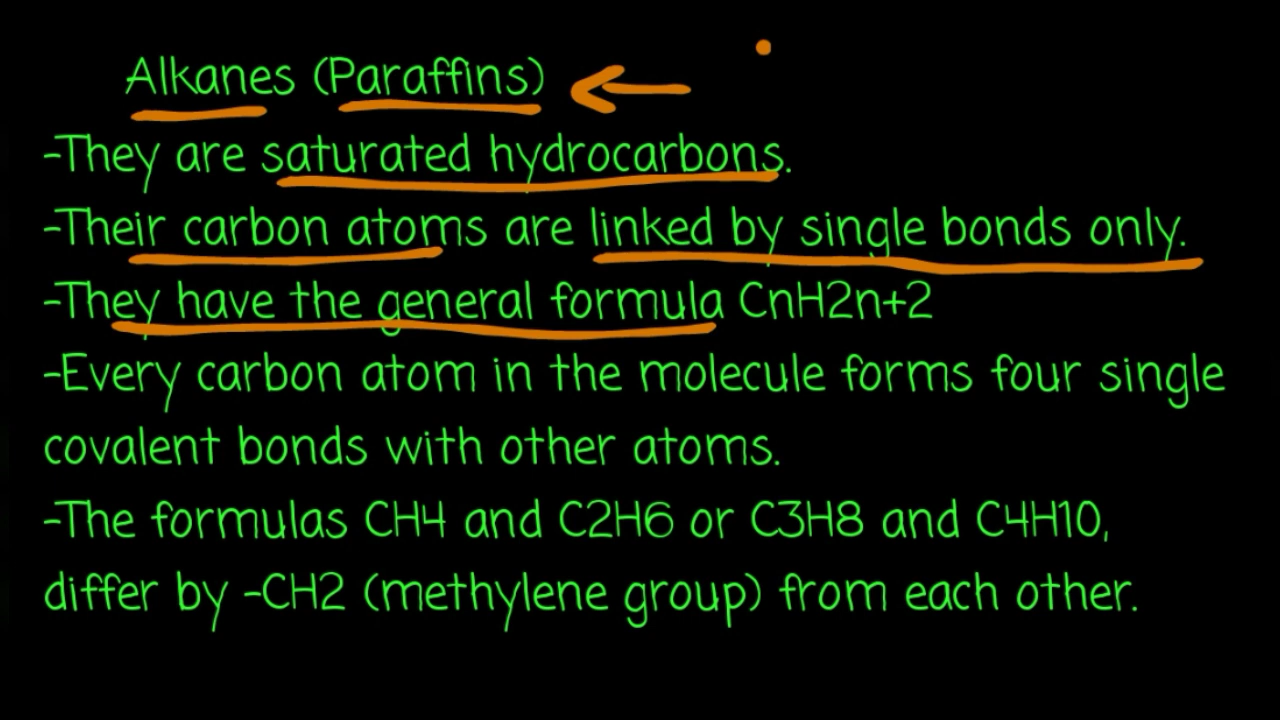 Alkanes (Paraffins)
-They are saturated hydrocarbons.
-Their carbon atoms are linked by single bonds only.
-They have the general formula CnH2n+2
-Every carbon atom in the molecule forms four single
covalent bonds with other atoms.
-The formulas CH4 and C2H6 or C3H8 and C4H10,
differ by -CH2 (methylene group) from each other.